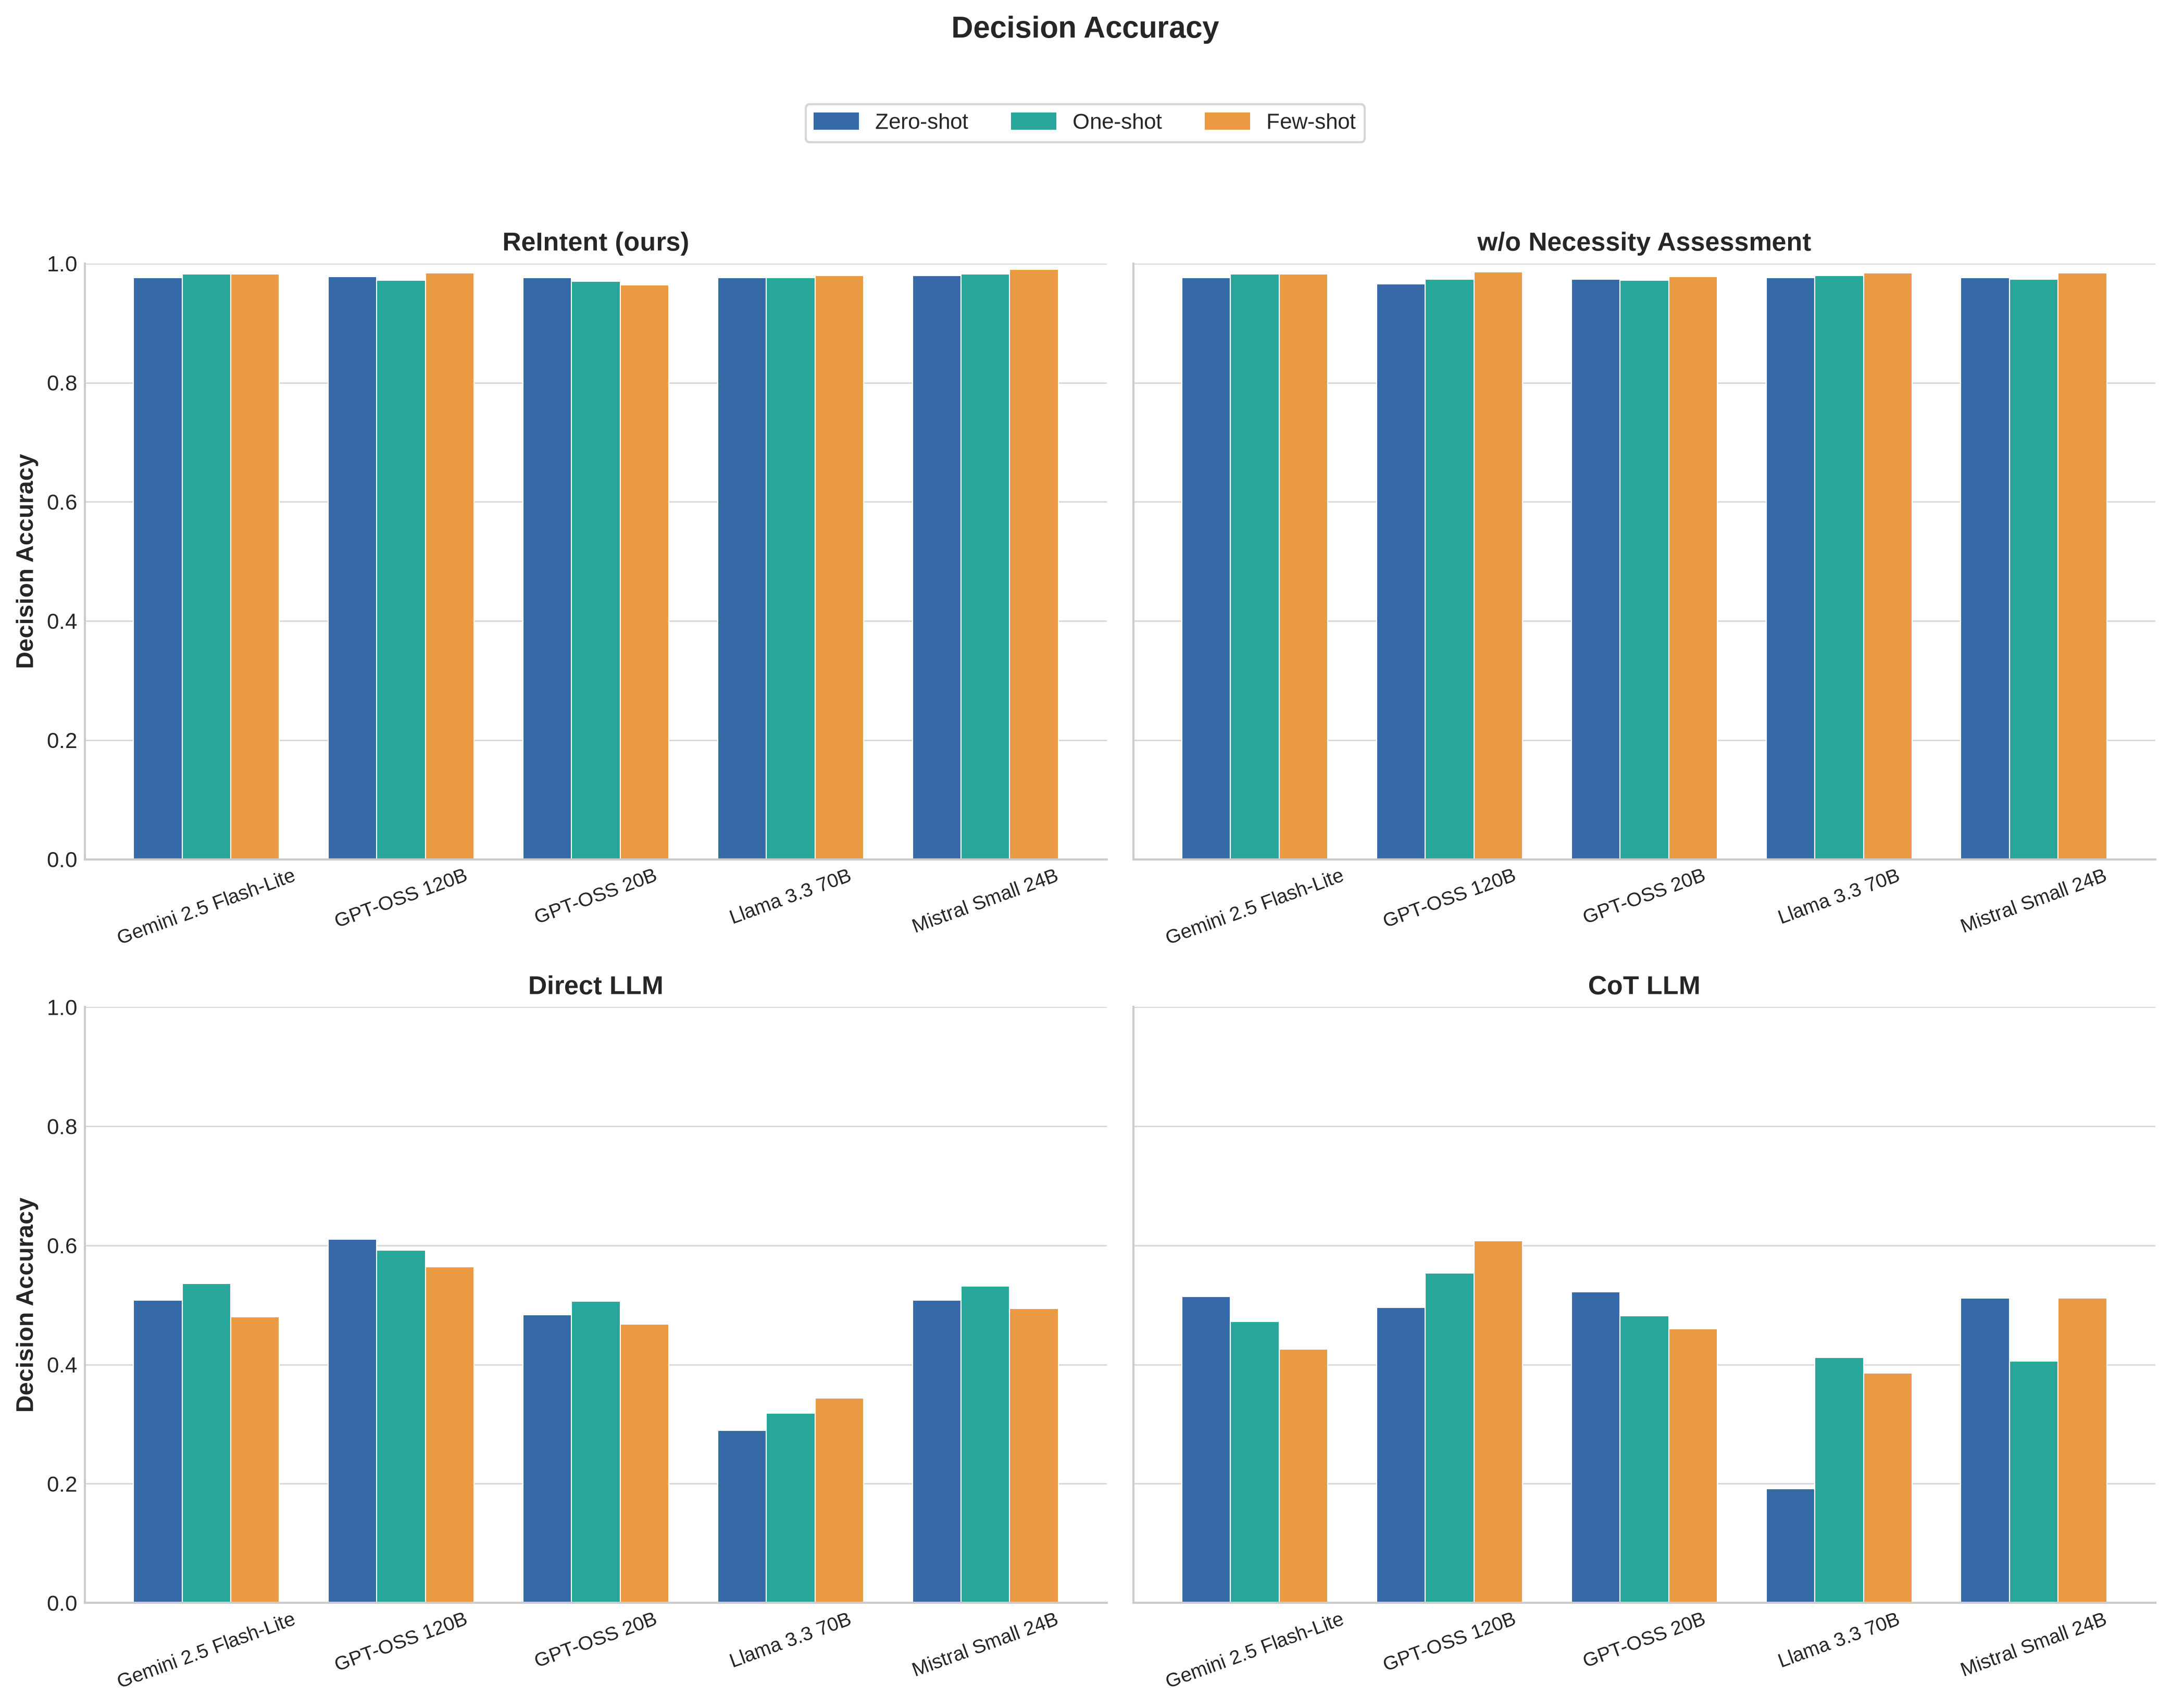 Decision Accuracy
Zero-shot One-shot Few-shot
ReIntent (ours)
Decision Accuracy
1.0
0.8
0.6
0.4
0.2
0.0
Gemini 2.5 Flash-Lite
GPT-OSS 120B
GPT-OSS 20B
Llama 3.3 70B
Mistral Small 24B
w/o Necessity Assessment
Gemini 2.5 Flash-Lite
GPT-OSS 120B
GPT-OSS 20B
Llama 3.3 70B
Mistral Small 24B
Direct LLM
Decision Accuracy
1.0
0.8
0.6
0.4
0.2
0.0
Gemini 2.5 Flash-Lite
GPT-OSS 120B
GPT-OSS 20B
Llama 3.3 70B
Mistral Small 24B
CoT LLM
Gemini 2.5 Flash-Lite
GPT-OSS 120B
GPT-OSS 20B
Llama 3.3 70B
Mistral Small 24B